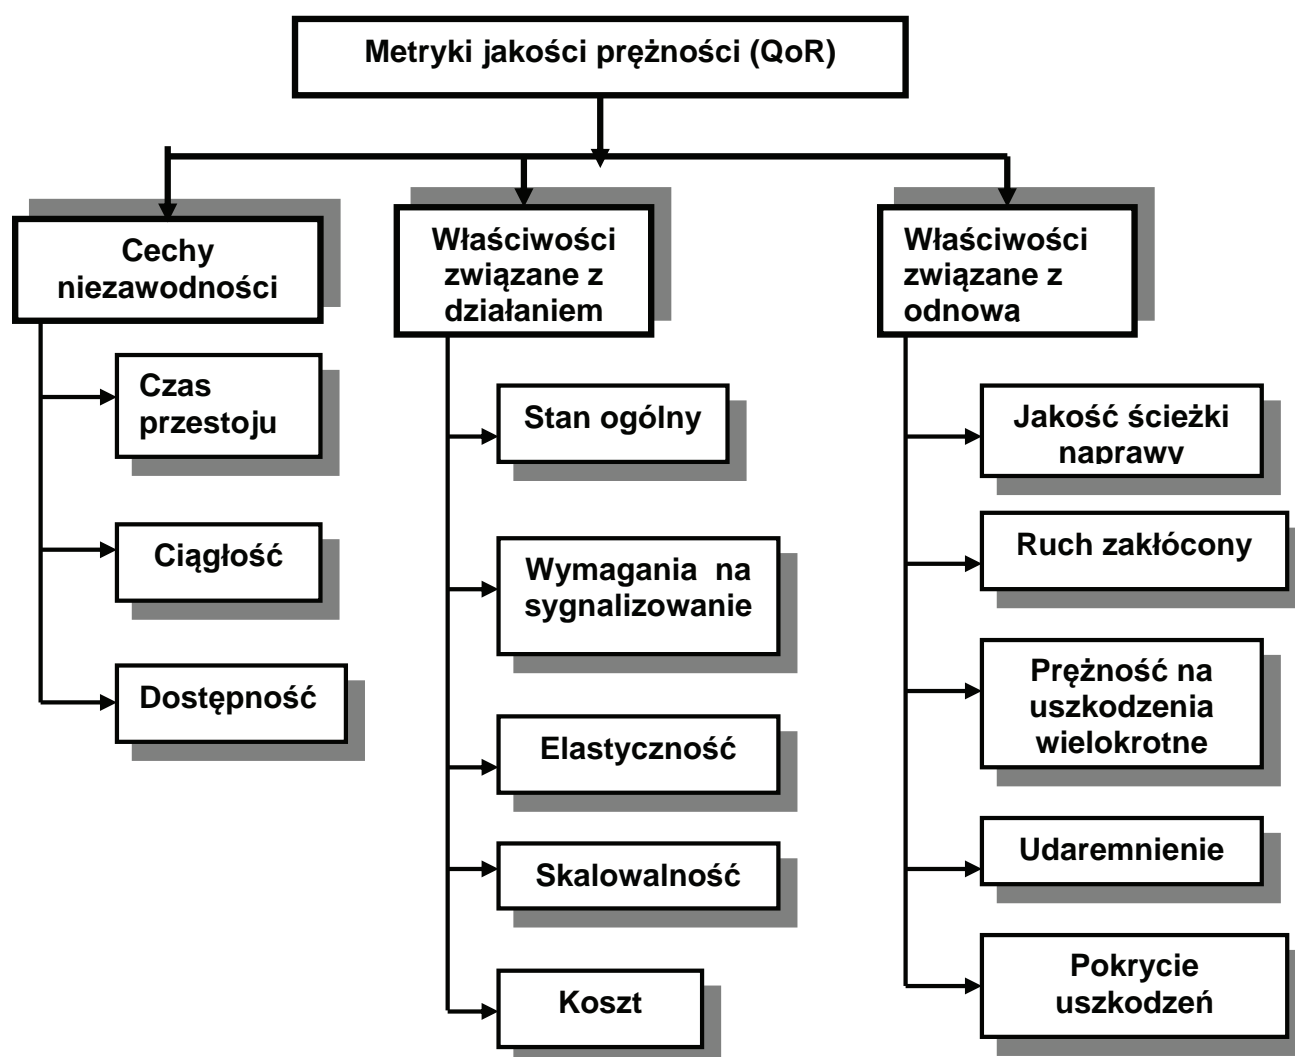 Metryki jakości prężności (QoR)
Cechy
niezawodności
Czas
przestoju
Ciągłość
Dostępność
Właściwości
związane z
działaniem
Stan ogólny
Wymagania na
sygnalizowanie
Elastyczność
Skalowalność
Koszt
Właściwości
związane z
odnowa
Jakość ścieżki
naprawy
Ruch zakłócony
Prężność na
uszkodzenia
wielokrotne
Udaremnienie
Pokrycie
uszkodzeń